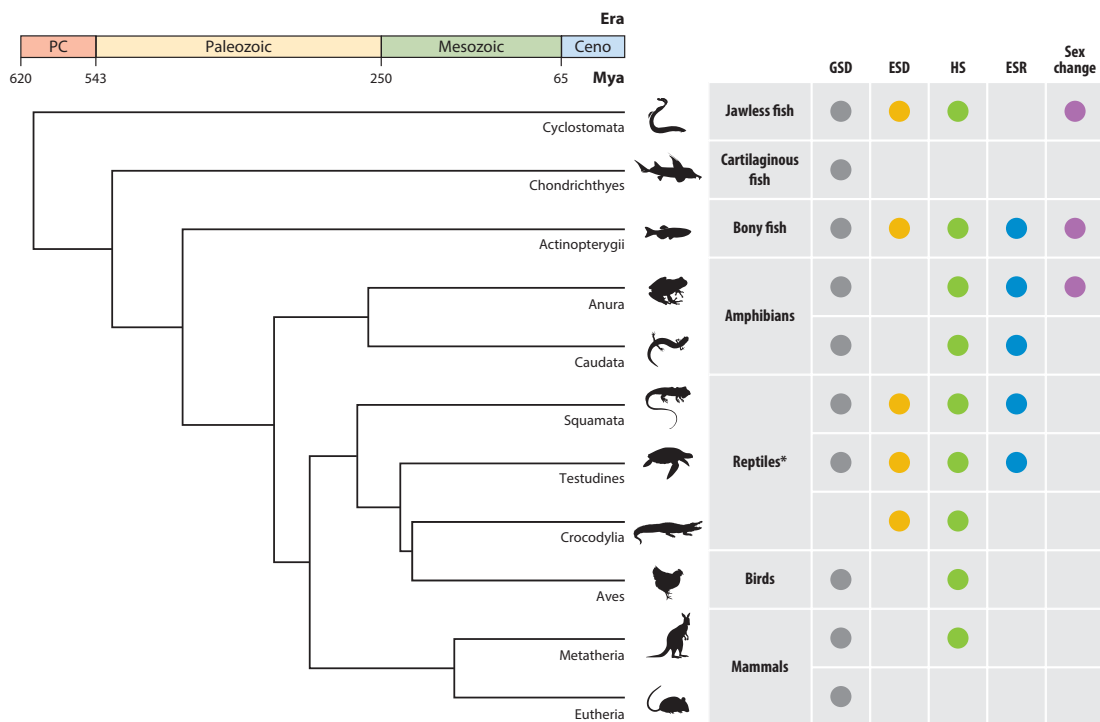 Era
PC Paleozoic Mesozoic Ceno
620 543 250 65 Mya
GSD ESD HS ESR Sex
change
Cyclostomata
Jawless fish
Chondrichthyes
Cartilaginous
fish
Actinopterygii
Bony fish
Anura
Amphibians
Caudata
Squamata
Testudines
Reptiles*
Crocodylia
Aves
Birds
Metatheria
Mammals
Eutheria